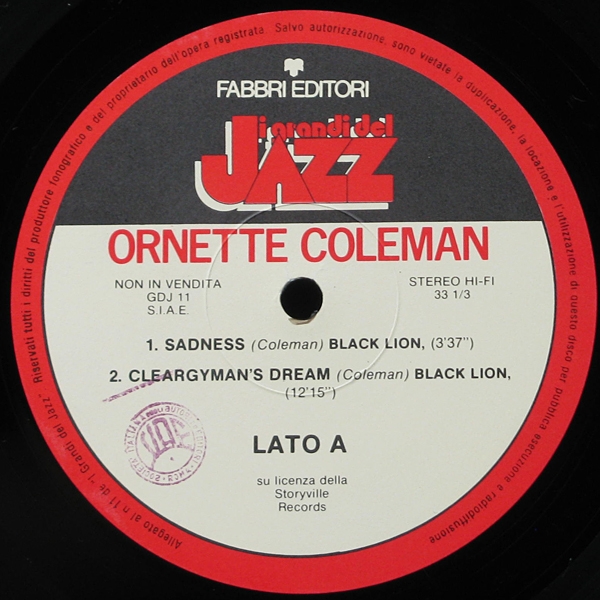 Riservati tutti i diritti del produttore fonografico e del proprietario dell'opera registrata. Salvo autorizzazione, sono vietate la duplicazione, la locazione e l'utilizzazione di questo disco per pubblica esecuzione e radiodiffusione
FABBRI EDITORI
i grandi del
JAZZ
ORNETTE COLEMAN
NON IN VENDITA
GDJ 11
S.I.A.E.
STEREO HI-FI
33 1/3
1. SADNESS (Coleman) BLACK LION, (3'37")
2. CLEARGYMAN'S DREAM (Coleman) BLACK LION,
(12'15")
LATO A
su licenza della
Storyville
Records
Allegato al n 11 de "I Grandi del Jazz"